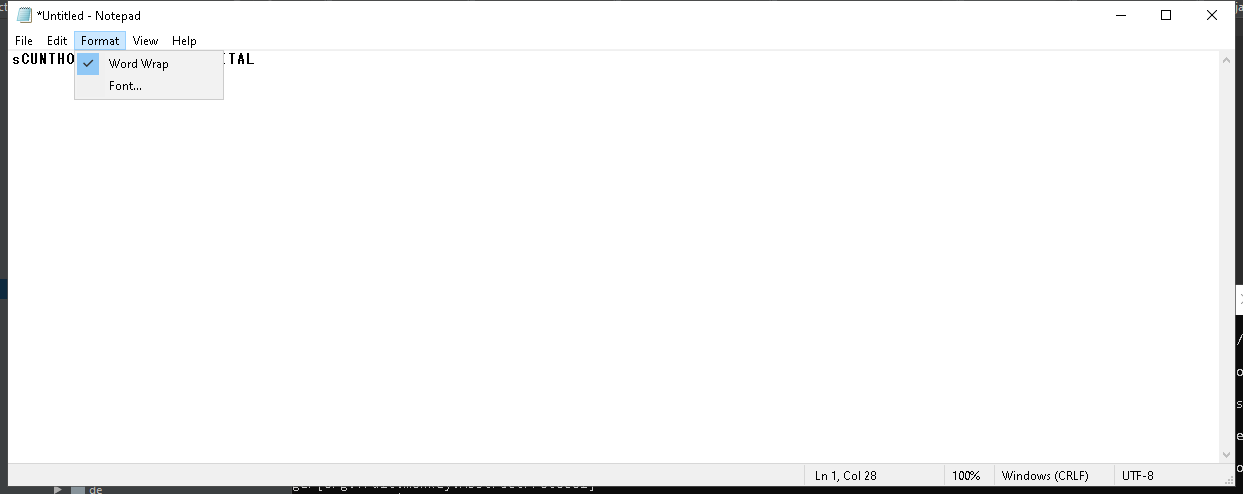 *Untitled - Notepad
File Edit Format View Help
sCUNTHO TAL
Word Wrap
Font...
Ln 1, Col 28 100% Windows (CRLF) UTF-8
de